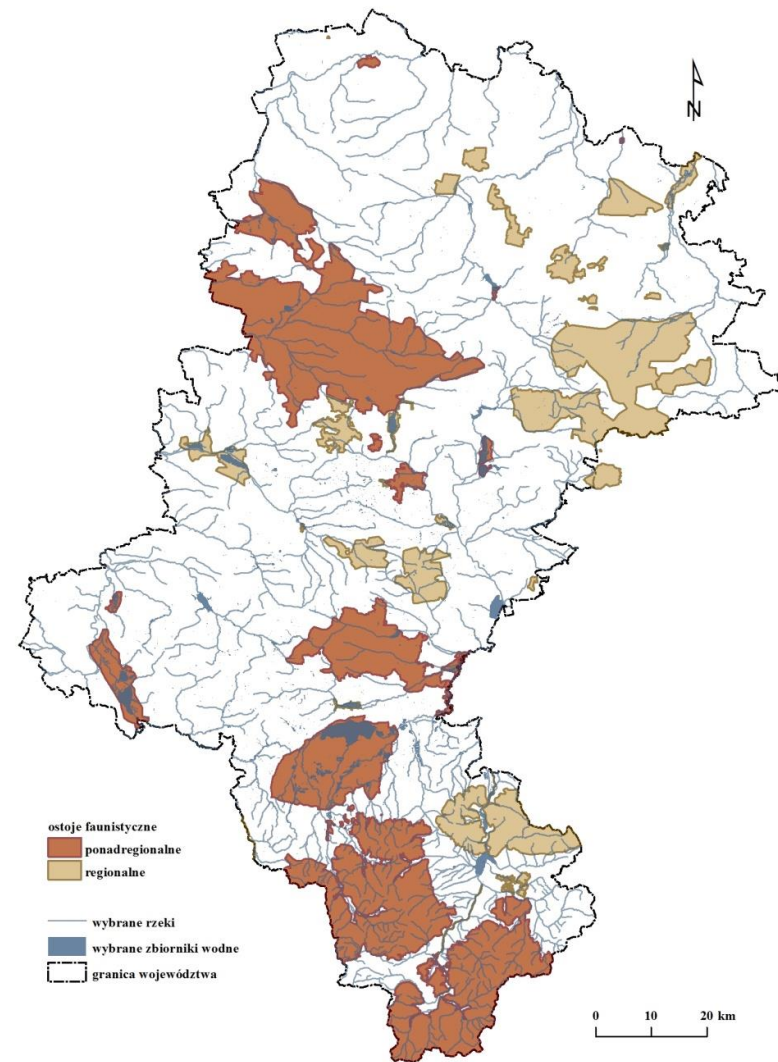 N
ostoje faunistyczne
ponadregionalne
regionalne
wybrane rzeki
wybrane zbiorniki wodne
granica województwa
0 10 20 km